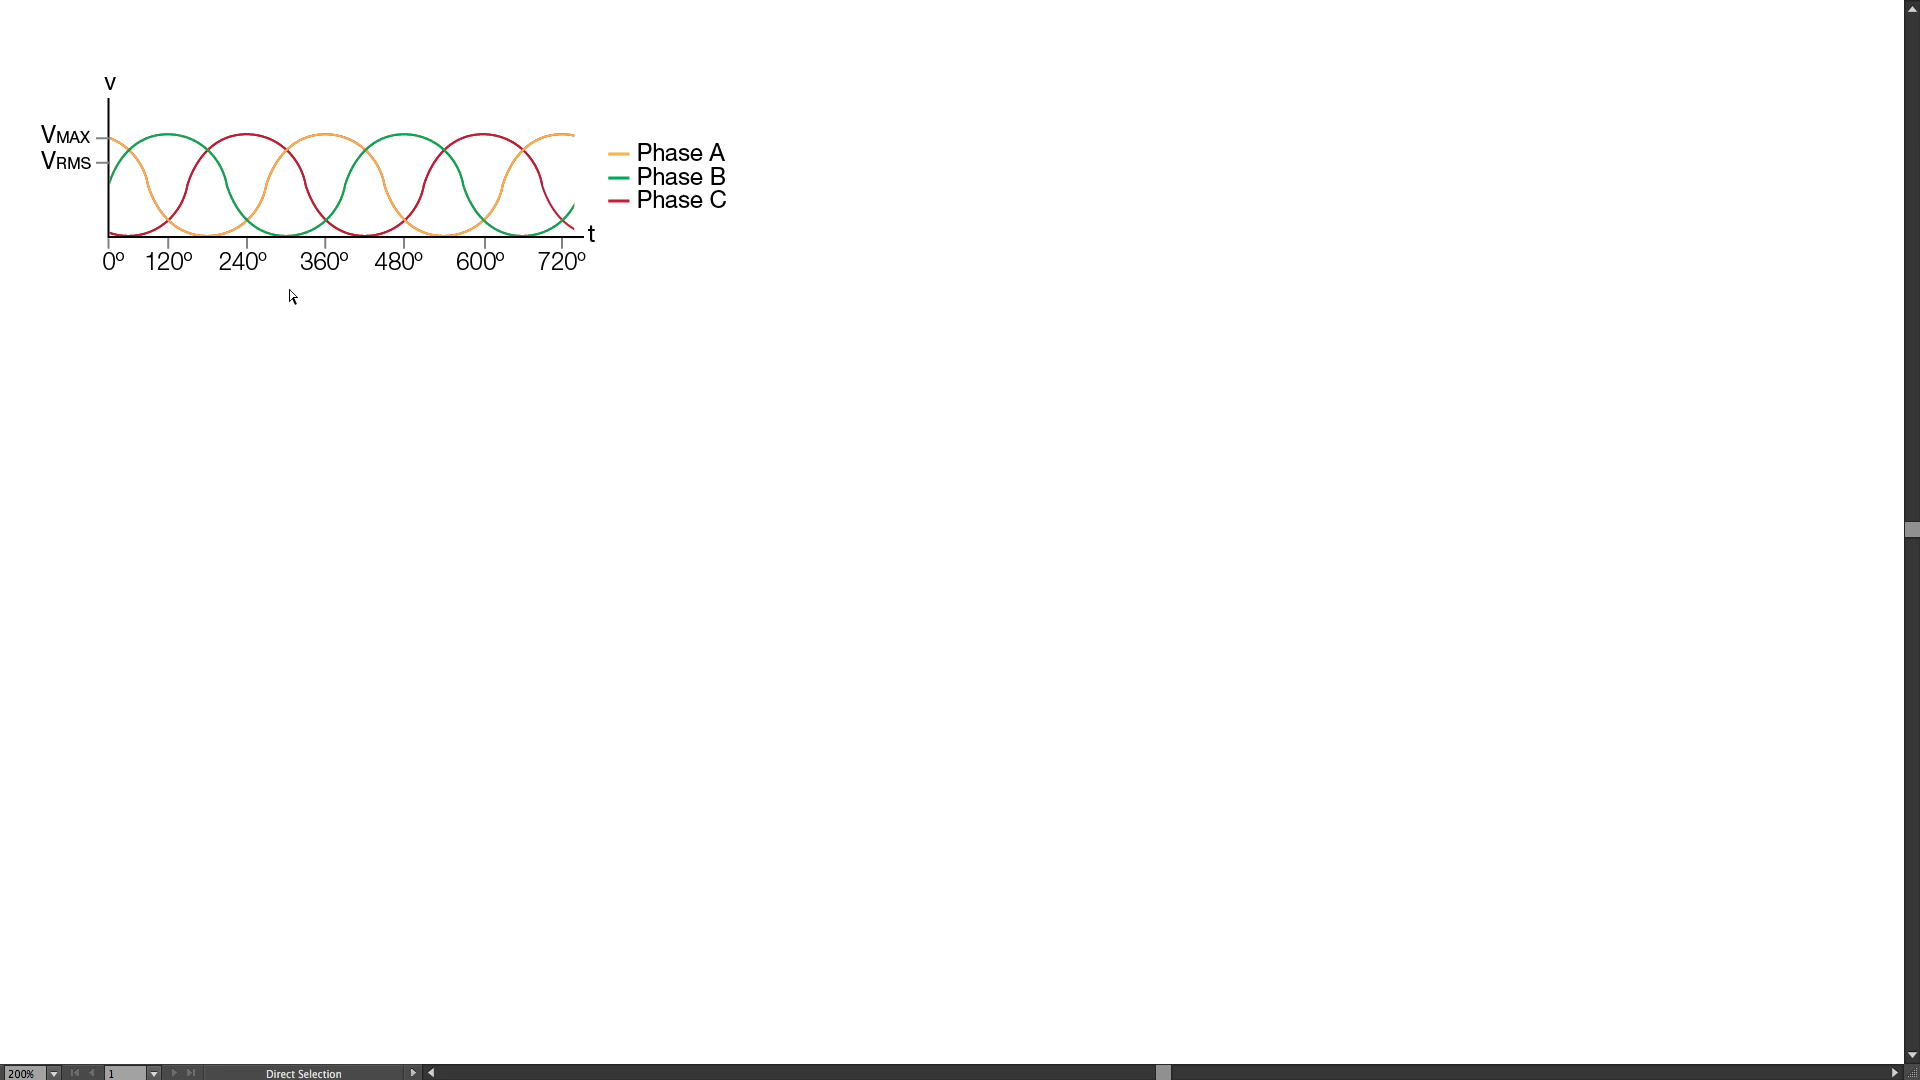 v
VMAX
VRMS
Phase A
Phase B
Phase C
t
0º 120º 240º 360º 480º 600º 720º
200% 1 Direct Selection